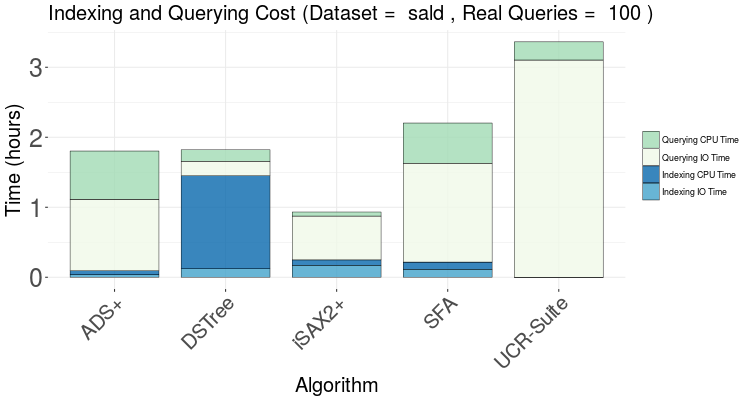 Indexing and Querying Cost (Dataset = sald , Real Queries = 100 )
Time (hours)
3
2
1
0
ADS+
DSTree
iSAX2+
SFA
UCR-Suite
Algorithm
Querying CPU Time
Querying IO Time
Indexing CPU Time
Indexing IO Time